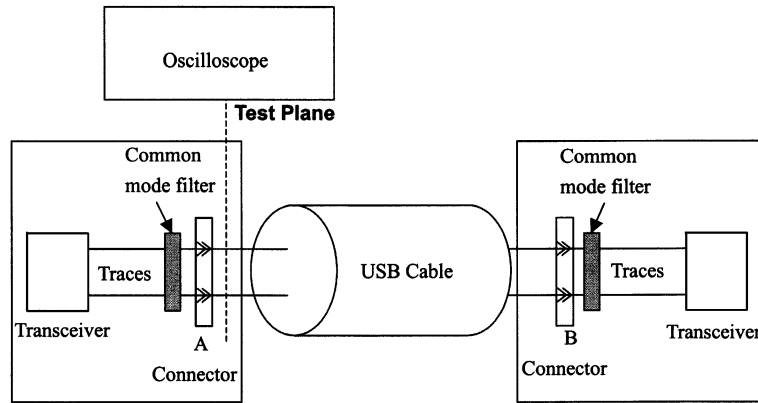 Oscilloscope
Test Plane
Common
mode filter
Traces
Transceiver
A
Connector
USB Cable
Common
mode filter
Traces
Transceiver
B
Connector